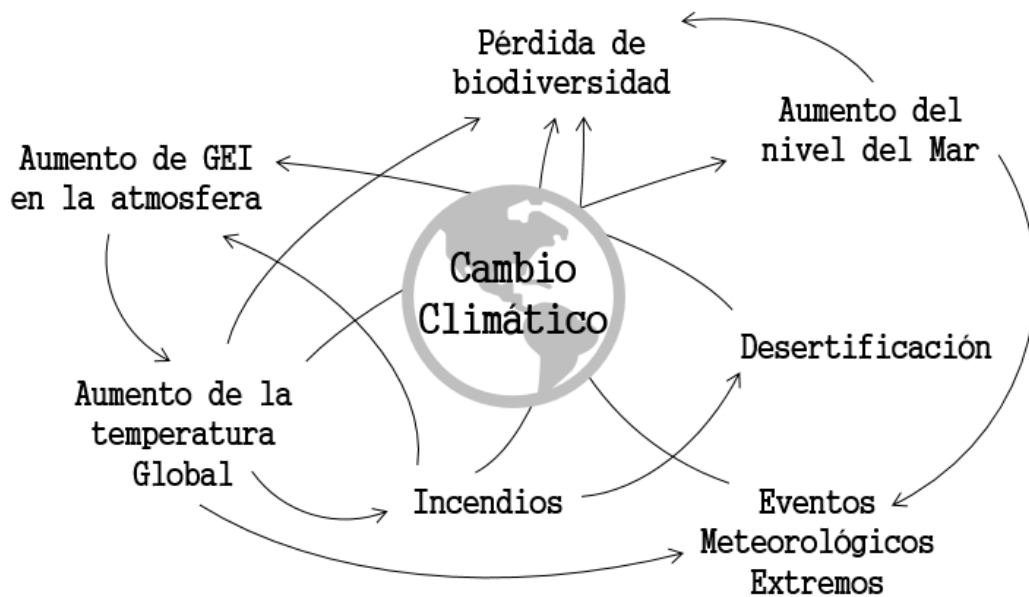 Pérdida de
biodiversidad
Aumento del
nivel del Mar
Aumento de GEI
en la atmosfera
Cambio
Climático
Desertificación
Aumento de la
temperatura
Global
Incendios
Eventos
Meteorológicos
Extremos